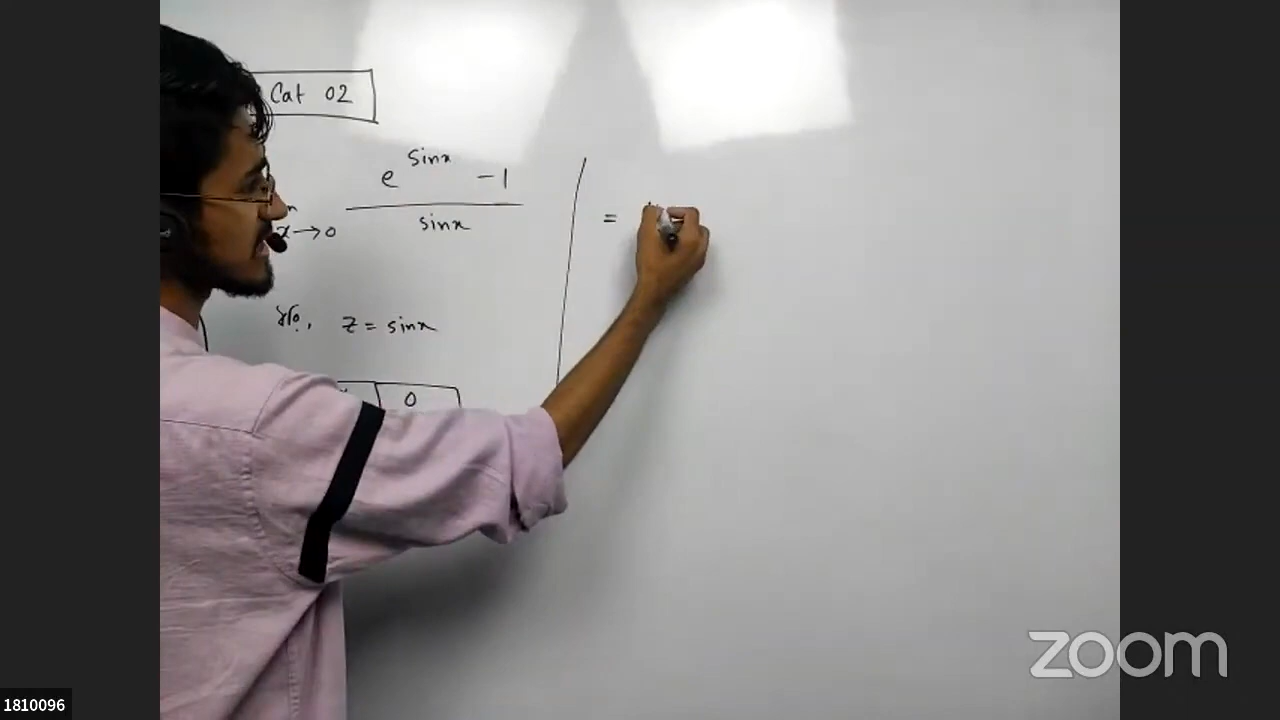 Cat 02
e^sinx - 1
x → 0
sinx
=
ধরি, z = sinx
0
zoom
1810096